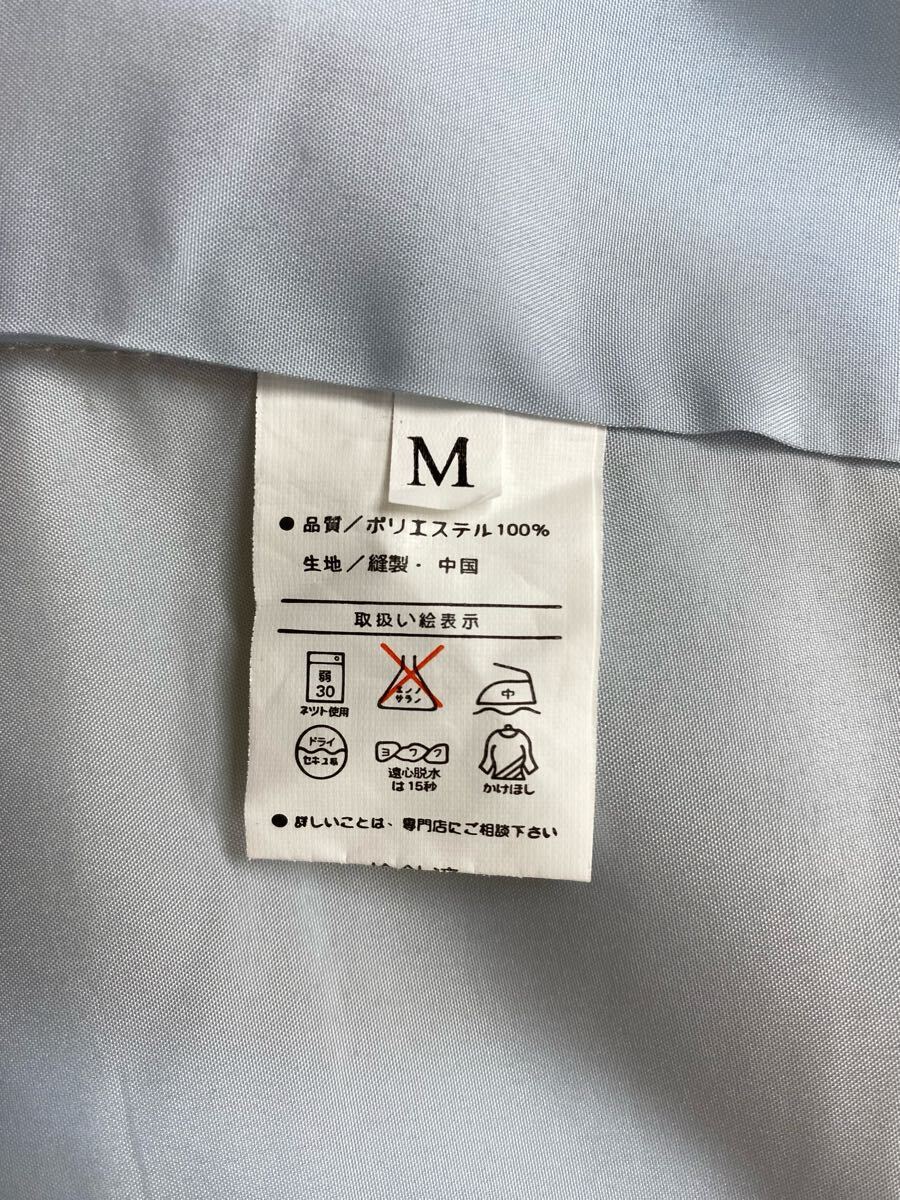 M
● 品質／ポリエステル100%
生地／縫製・中国
取扱い絵表示
弱
30
ネット使用
エンソ
サラシ
中
ドライ
セキユ系
ヨワク
遠心脱水
は15秒
かけほし
● 詳しいことは、専門店にご相談下さい